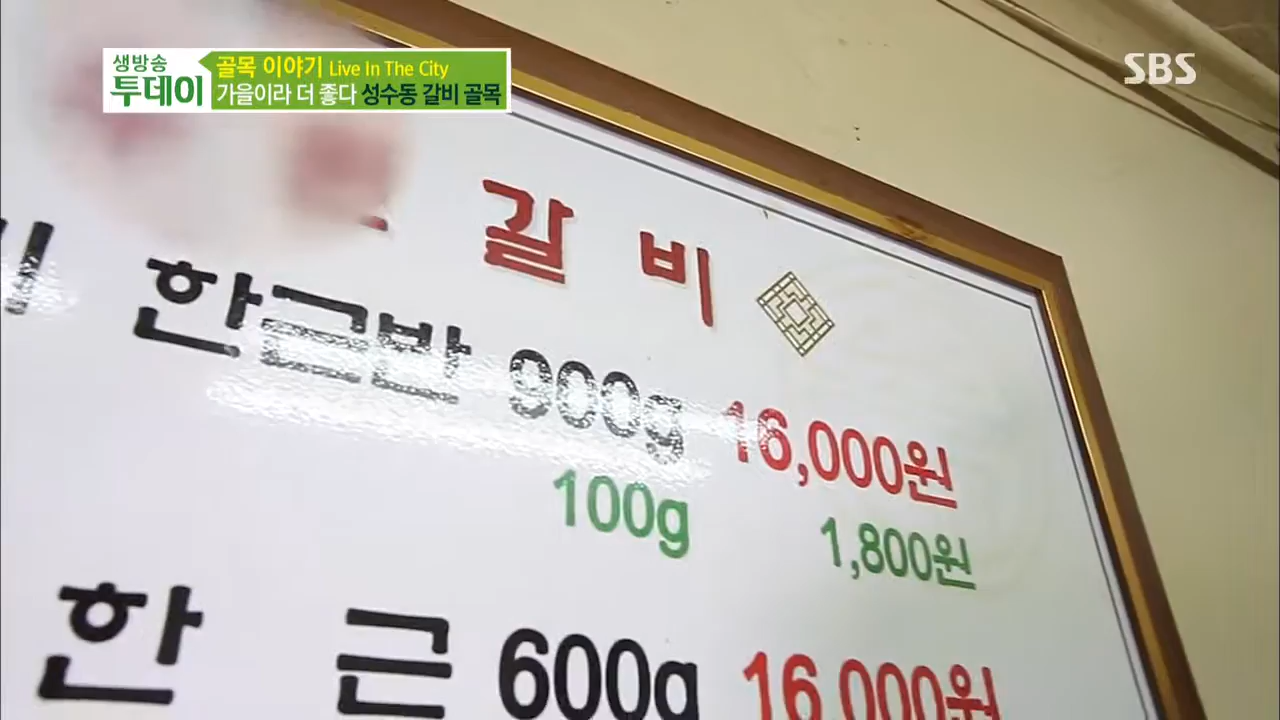 생방송
투데이
골목 이야기 Live In The City
가을이라 더 좋다 성수동 갈비 골목
SBS
갈비
한근반 900g 16,000원
100g 1,800원
한 근 600g 16,000원